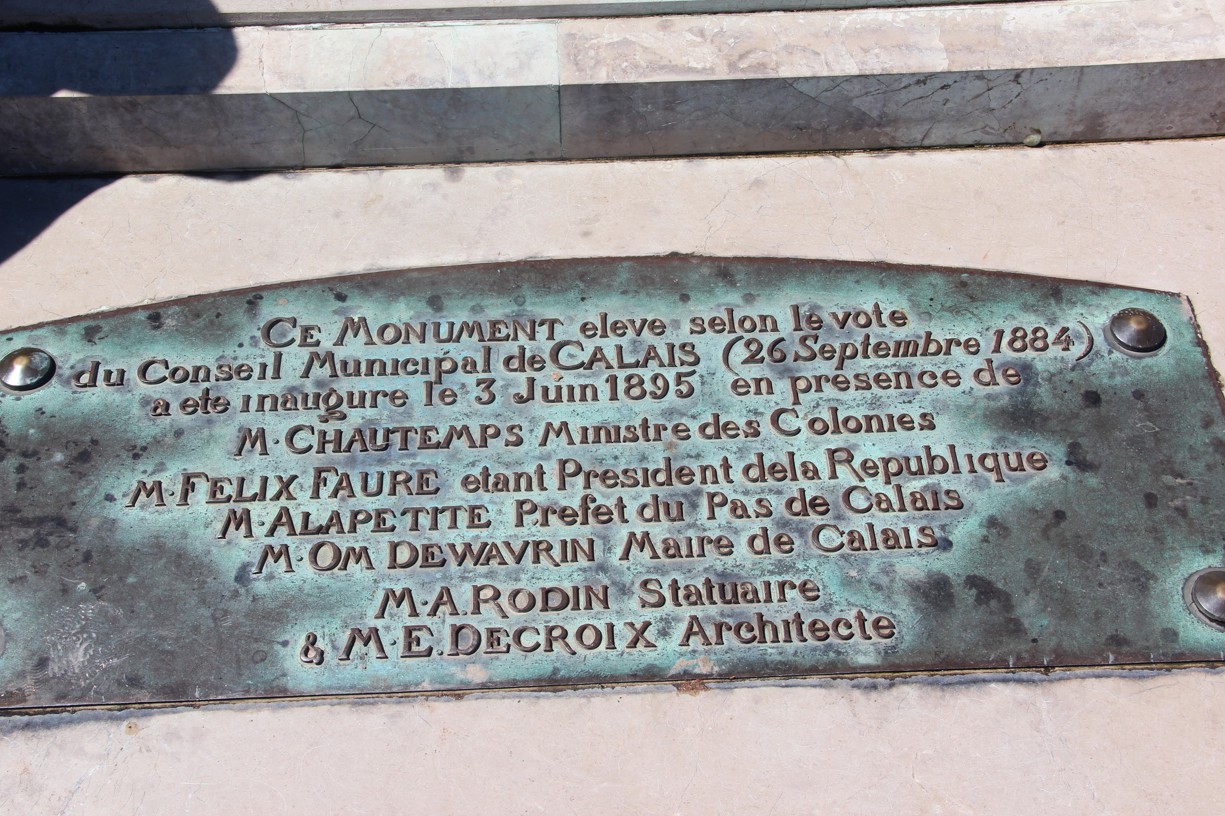 CE MONUMENT eleve selon le vote
du Conseil Municipal de CALAIS (26 Septembre 1884)
a ete inaugure le 3 Juin 1895 en presence de
M. CHAUTEMPS Ministre des Colonies
M. FELIX FAURE etant President de la Republique
M. ALAPETITE Prefet du Pas de Calais
M. OM DEWAVRIN Maire de Calais
M. A. RODIN Statuaire
& M. E. DECROIX Architecte